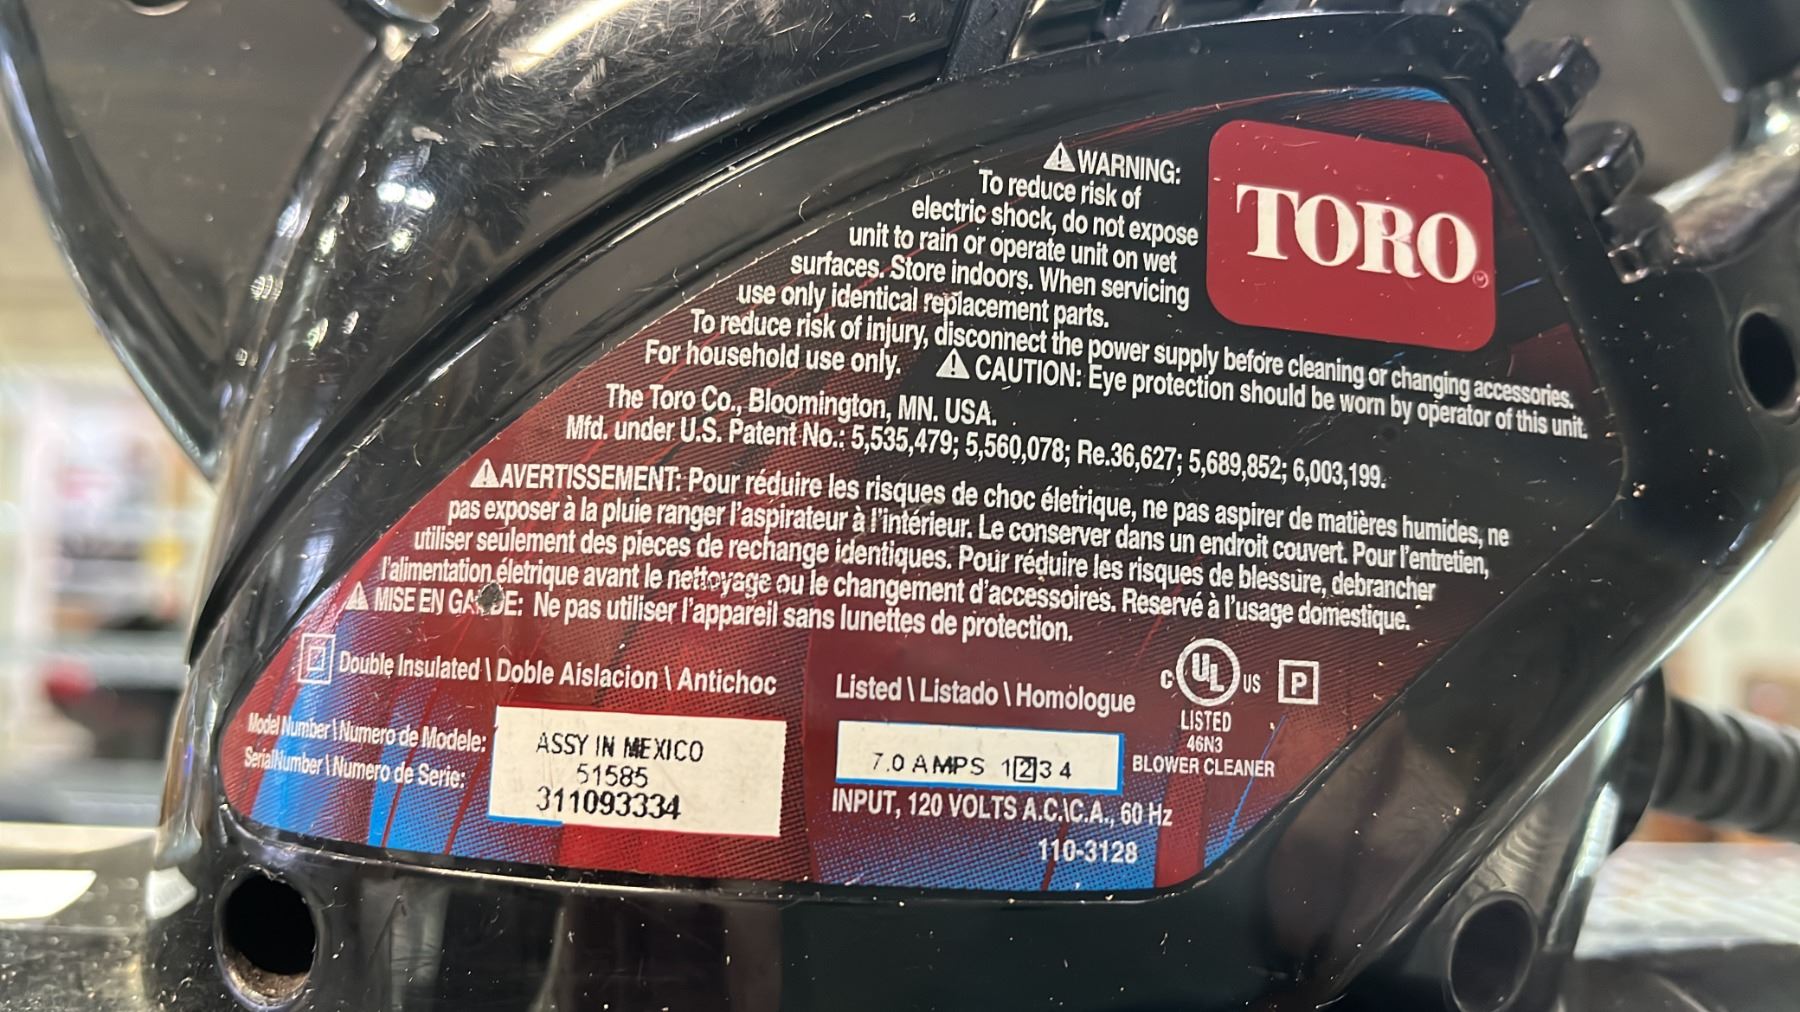 TORO
WARNING:
To reduce risk of
electric shock, do not expose
unit to rain or operate unit on wet
surfaces. Store indoors. When servicing
use only identical replacement parts.
To reduce risk of injury, disconnect the power supply before cleaning or changing accessories.
For household use only. CAUTION: Eye protection should be worn by operator of this unit.
The Toro Co., Bloomington, MN. USA.
Mfd. under U.S. Patent No.: 5,535,479; 5,560,078; Re.36,627; 5,689,852; 6,003,199.
AVERTISSEMENT: Pour réduire les risques de choc életrique, ne pas aspirer de matières humides, ne
pas exposer à la pluie ranger l'aspirateur à l'intérieur. Le conserver dans un endroit couvert. Pour l'entretien,
utiliser seulement des pieces de rechange identiques. Pour réduire les risques de blessure, debrancher
l'alimentation életrique avant le nettoyage ou le changement d'accessoires. Reservé à l'usage domestique.
MISE EN GARDE: Ne pas utiliser l'appareil sans lunettes de protection.
Double Insulated \ Doble Aislacion \ Antichoc
Listed \ Listado \ Homologue
C UL US P
LISTED
46N3
BLOWER CLEANER
Model Number \ Numero de Modele:
Serial Number \ Numero de Serie:
ASSY IN MEXICO
51585
311093334
7.0 AMPS 1 2 3 4
INPUT, 120 VOLTS A.C.\C.A., 60 Hz
110-3128